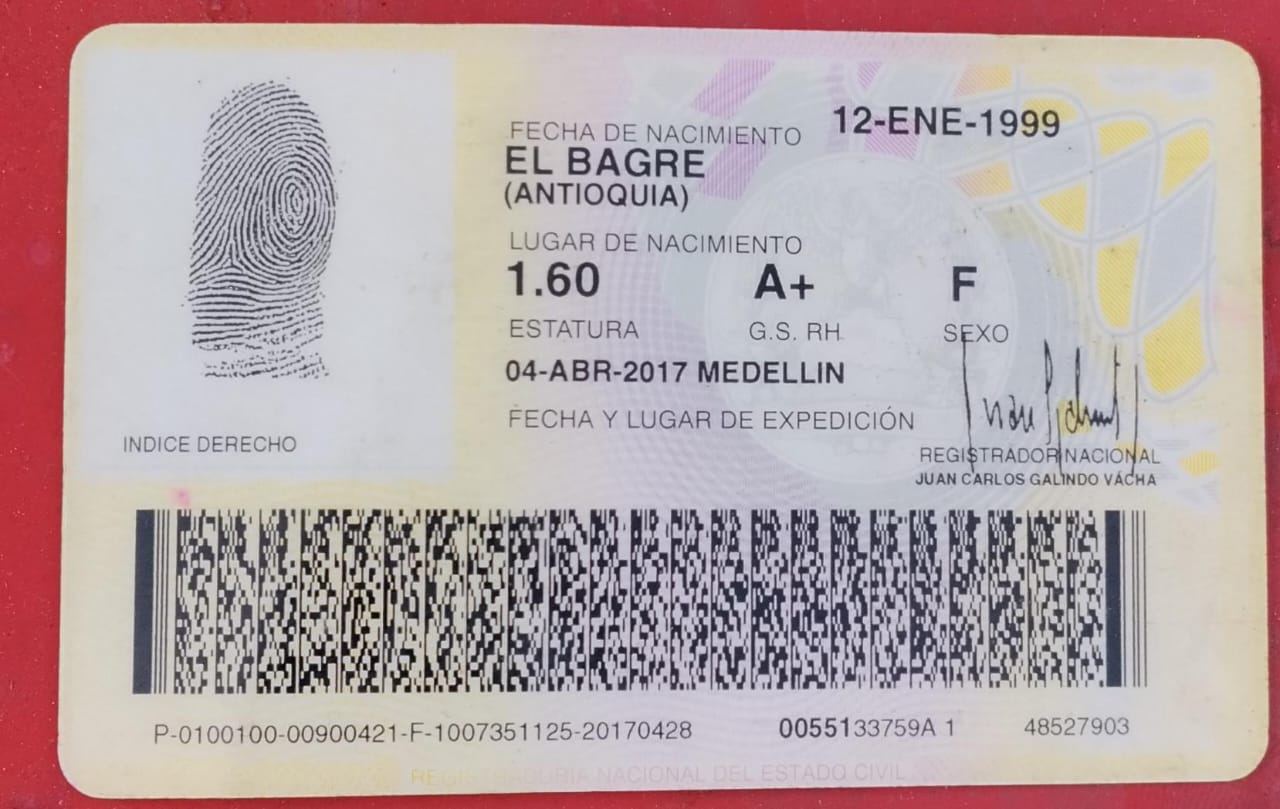 FECHA DE NACIMIENTO 12-ENE-1999
EL BAGRE
(ANTIOQUIA)
LUGAR DE NACIMIENTO
1.60 A+ F
ESTATURA G.S. RH SEXO
04-ABR-2017 MEDELLIN
FECHA Y LUGAR DE EXPEDICIÓN
INDICE DERECHO
REGISTRADOR NACIONAL
JUAN CARLOS GALINDO VÁCHA
P-0100100-00900421-F-1007351125-20170428 0055133759A 1 48527903
REGISTRADURIA NACIONAL DEL ESTADO CIVIL